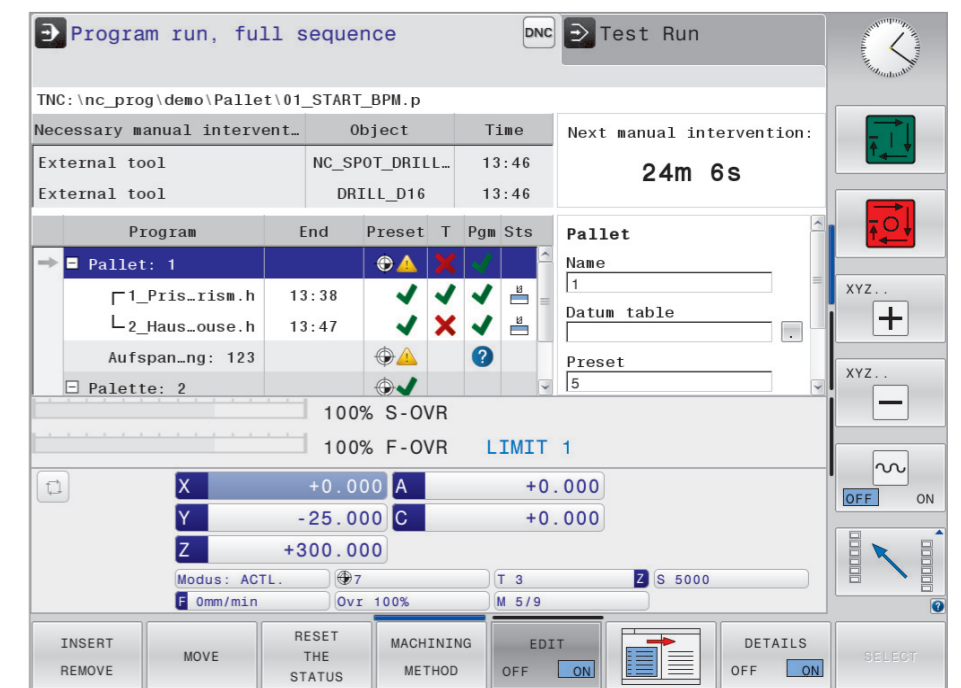 Program run, full sequence DNC Test Run
TNC:\nc_prog\demo\Pallet\01_START_BPM.p
Necessary manual intervent… Object Time Next manual intervention:
External tool NC_SPOT_DRILL… 13:46
24m 6s
External tool DRILL_D16 13:46
Program End Preset T Pgm Sts Pallet
Pallet: 1 Name
1
1_Pris…rism.h 13:38
Datum table
2_Haus…ouse.h 13:47
.
Aufspan…ng: 123 ? Preset
Palette: 2 5
XYZ..
+
XYZ..
−
100% S-OVR
100% F-OVR LIMIT 1
OFF ON
X +0.000 A +0.000
Y -25.000 C +0.000
Z +300.000
Modus: ACTL. 7 T 3 Z S 5000
F 0mm/min Ovr 100% M 5/9
?
INSERT
REMOVE
MOVE
RESET
THE
STATUS
MACHINING
METHOD
EDIT
OFF ON
DETAILS
OFF ON
SELECT